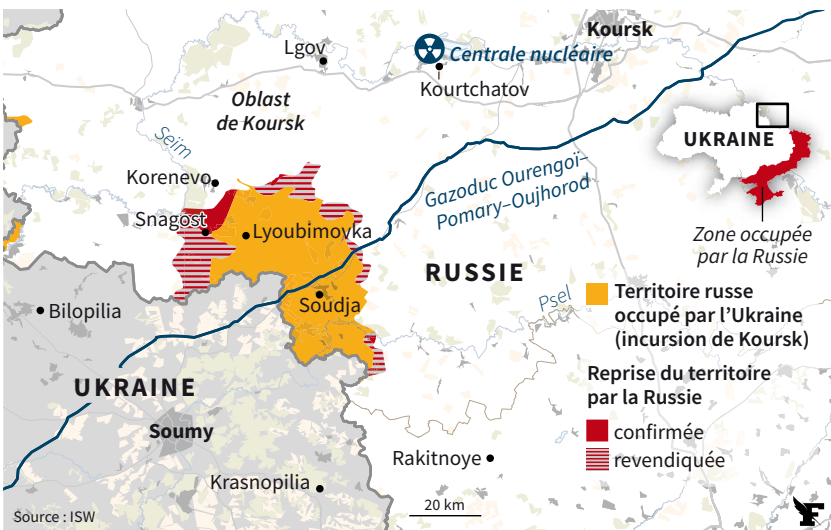 Lgov
Centrale nucléaire
Koursk
Kourtchatov
Oblast
de Koursk
Seim
Korenevo
Snagost
Lyoubimovka
Gazoduc Ourengoï–
Pomary–Oujhorod
UKRAINE
Zone occupée
par la Russie
RUSSIE
Psel
Soudja
Bilopilia
UKRAINE
Soumy
Krasnopilia
Rakitnoye
Territoire russe
occupé par l’Ukraine
(incursion de Koursk)
Reprise du territoire
par la Russie
confirmée
revendiquée
20 km
Source : ISW
F